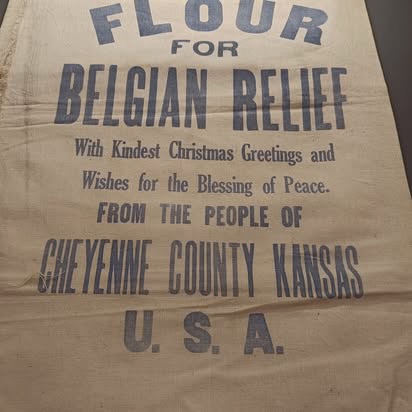 FLOUR
FOR
BELGIAN RELIEF
With Kindest Christmas Greetings and
Wishes for the Blessing of Peace.
FROM THE PEOPLE OF
CHEYENNE COUNTY KANSAS
U. S. A.